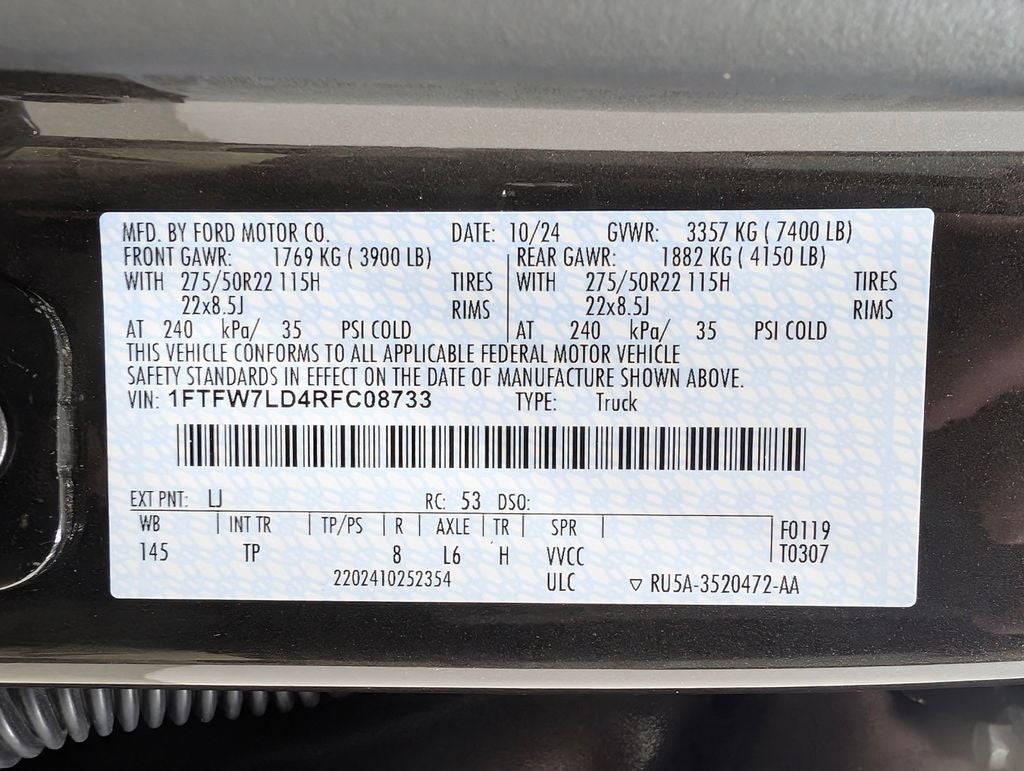 MFD. BY FORD MOTOR CO. DATE: 10/24 GVWR: 3357 KG ( 7400 LB)
FRONT GAWR: 1769 KG ( 3900 LB) REAR GAWR: 1882 KG ( 4150 LB)
WITH 275/50R22 115H TIRES WITH 275/50R22 115H TIRES
22x8.5J RIMS 22x8.5J RIMS
AT 240 kPa/ 35 PSI COLD AT 240 kPa/ 35 PSI COLD
THIS VEHICLE CONFORMS TO ALL APPLICABLE FEDERAL MOTOR VEHICLE
SAFETY STANDARDS IN EFFECT ON THE DATE OF MANUFACTURE SHOWN ABOVE.
VIN: 1FTFW7LD4RFC08733 TYPE: Truck
EXT PNT: LJ RC: 53 DSO:
WB INT TR TP/PS R AXLE TR SPR F0119
145 TP 8 L6 H VVCC T0307
2202410252354 ULC ▽ RU5A-3520472-AA